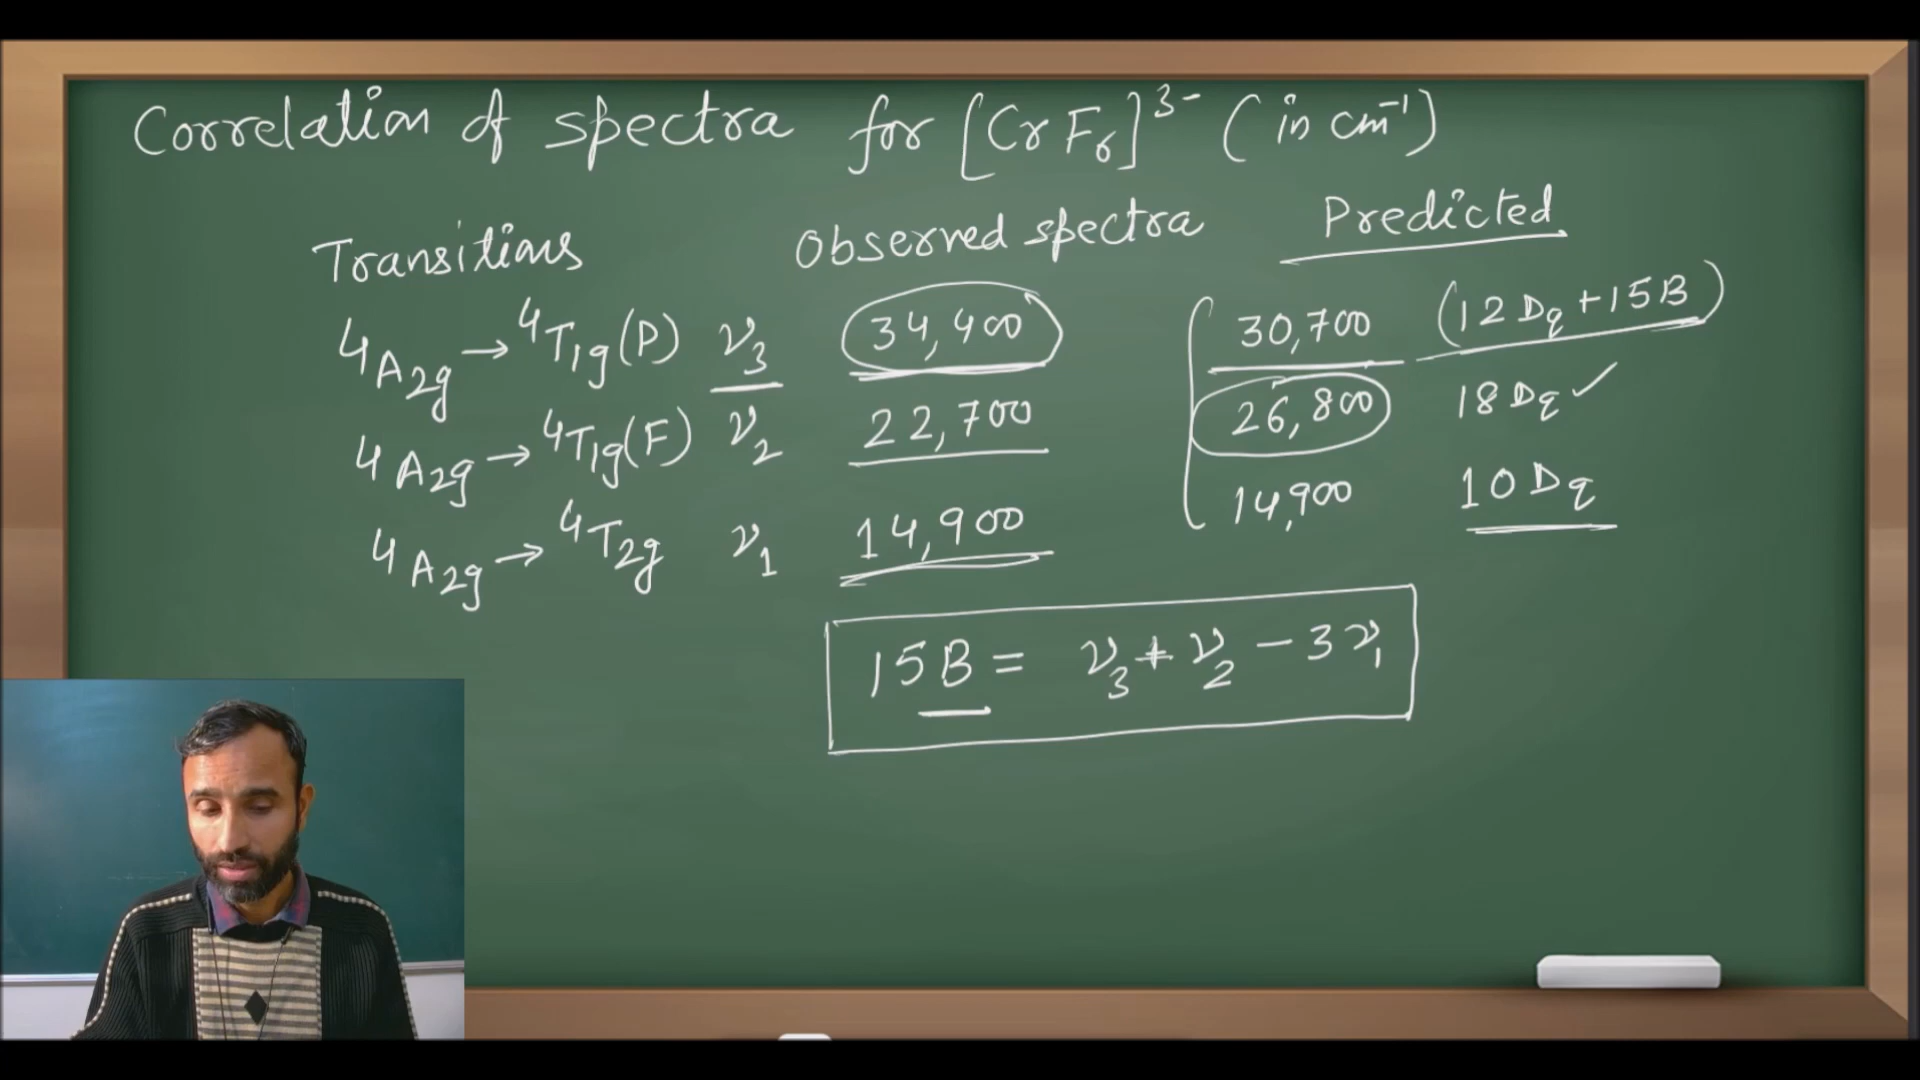 Correlation of spectra for [CrF₆]³⁻ (in cm⁻¹)
Transitions Observed spectra Predicted
⁴A₂g → ⁴T₁g(P) ν₃ 34,400 30,700 (12Dq + 15B)
⁴A₂g → ⁴T₁g(F) ν₂ 22,700 26,800 18Dq ✓
⁴A₂g → ⁴T₂g ν₁ 14,900 14,900 10Dq
15B = ν₃ + ν₂ − 3ν₁